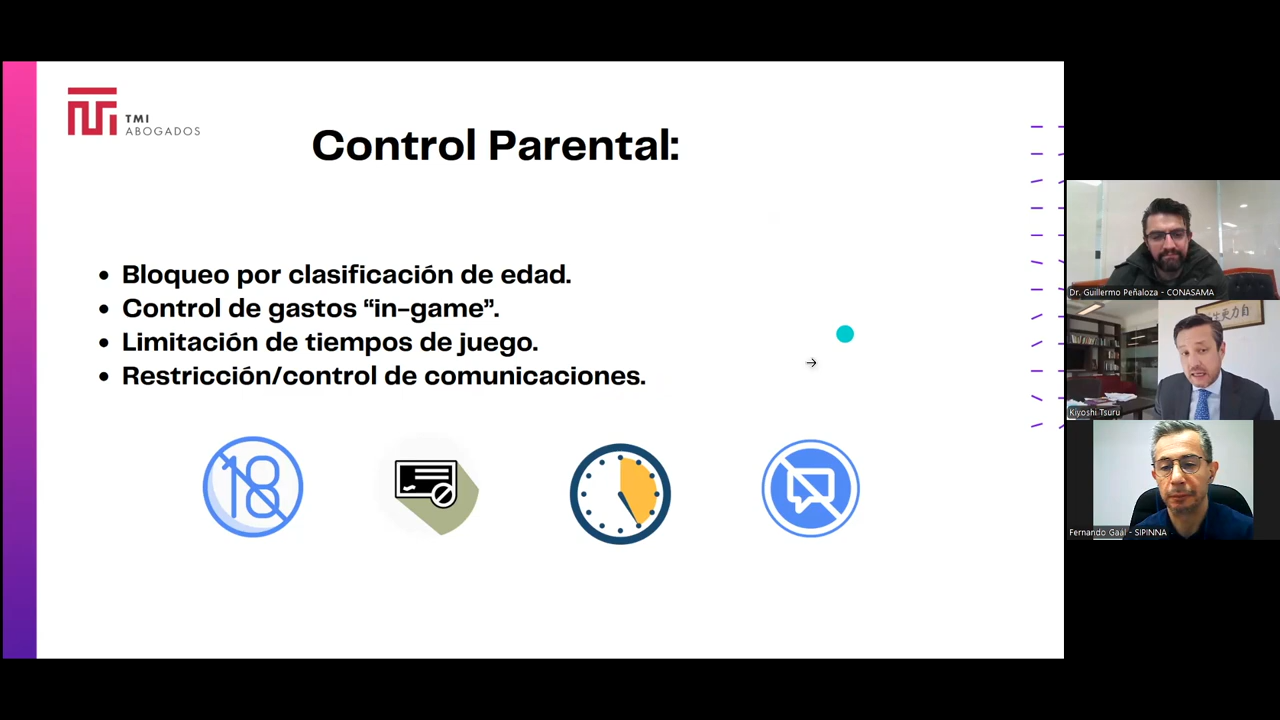 TMI
ABOGADOS
Control Parental:
• Bloqueo por clasificación de edad.
• Control de gastos “in-game”.
• Limitación de tiempos de juego.
• Restricción/control de comunicaciones.
18
Dr. Guillermo Peñaloza - CONASAMA
Kiyoshi Tsuru
Fernando Gaál - SIPINNA